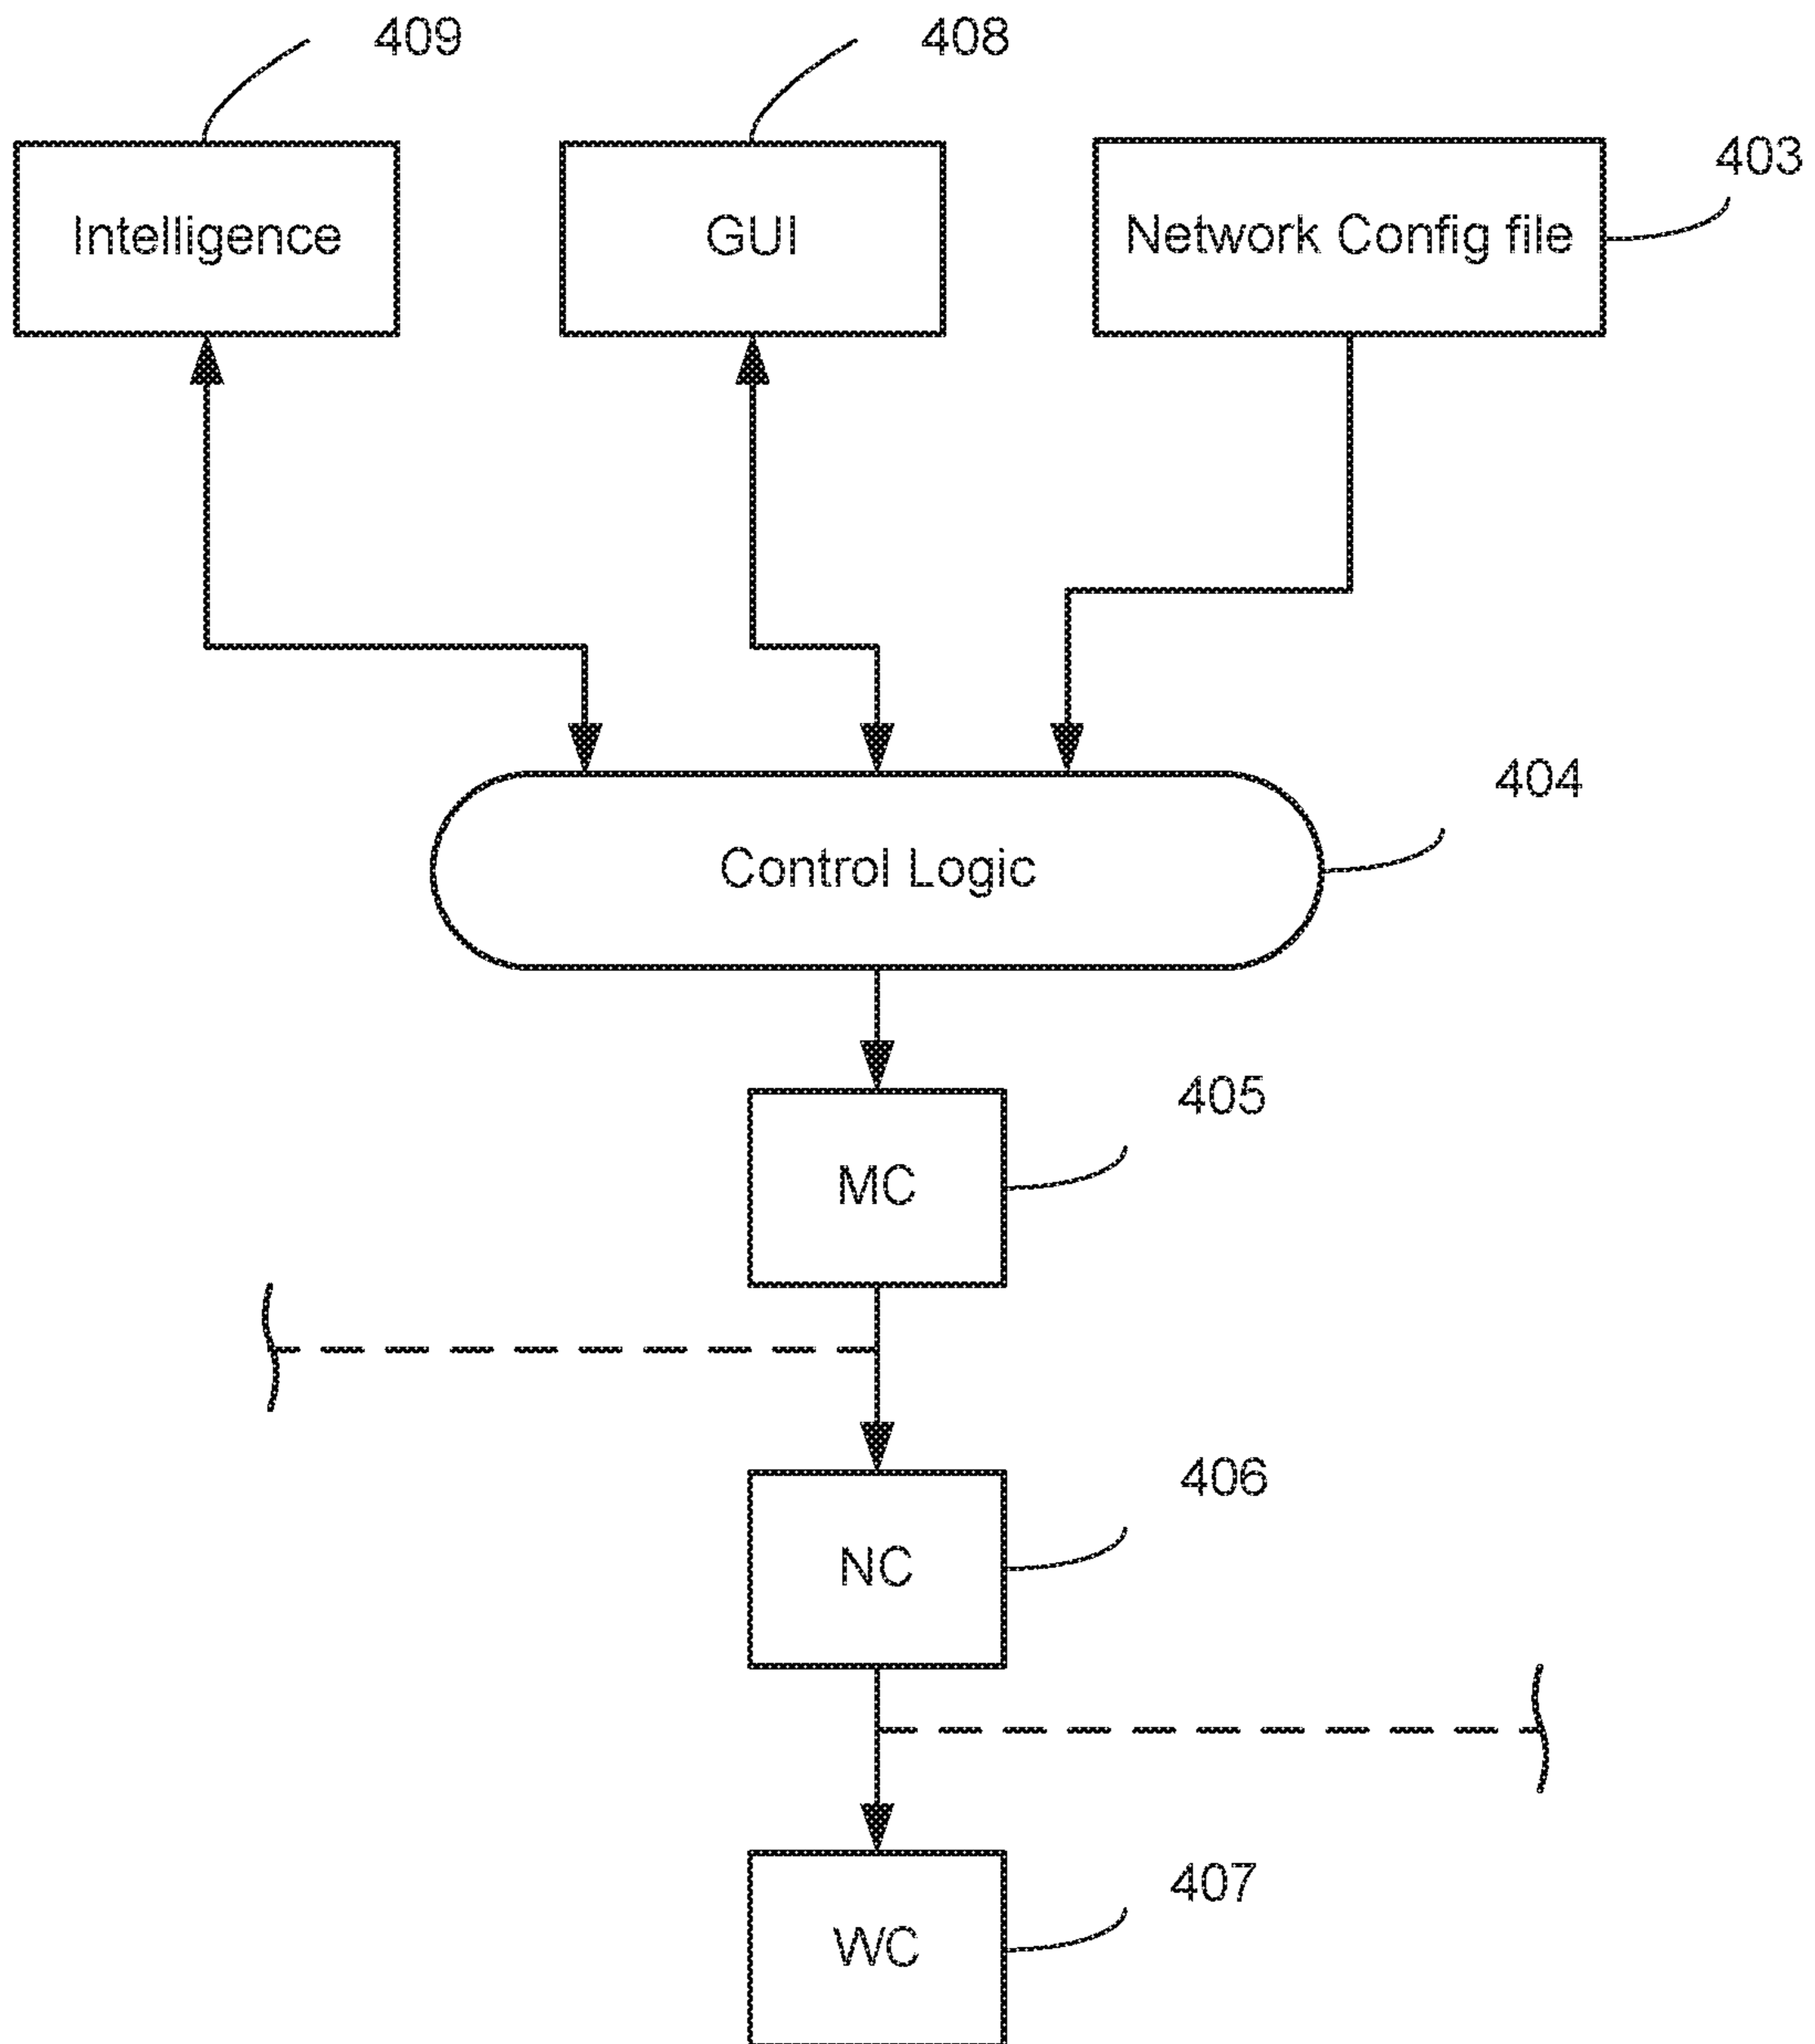 409
408
403
Intelligence
GUI
Network Config file
404
Control Logic
405
MC
406
NC
407
WC